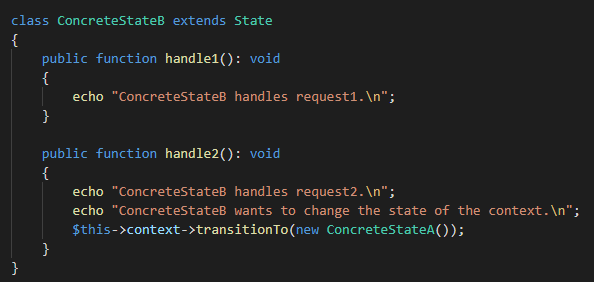 class ConcreteStateB extends State
{
    public function handle1(): void
    {
        echo "ConcreteStateB handles request1.\n";
    }

    public function handle2(): void
    {
        echo "ConcreteStateB handles request2.\n";
        echo "ConcreteStateB wants to change the state of the context.\n";
        $this->context->transitionTo(new ConcreteStateA());
    }
}